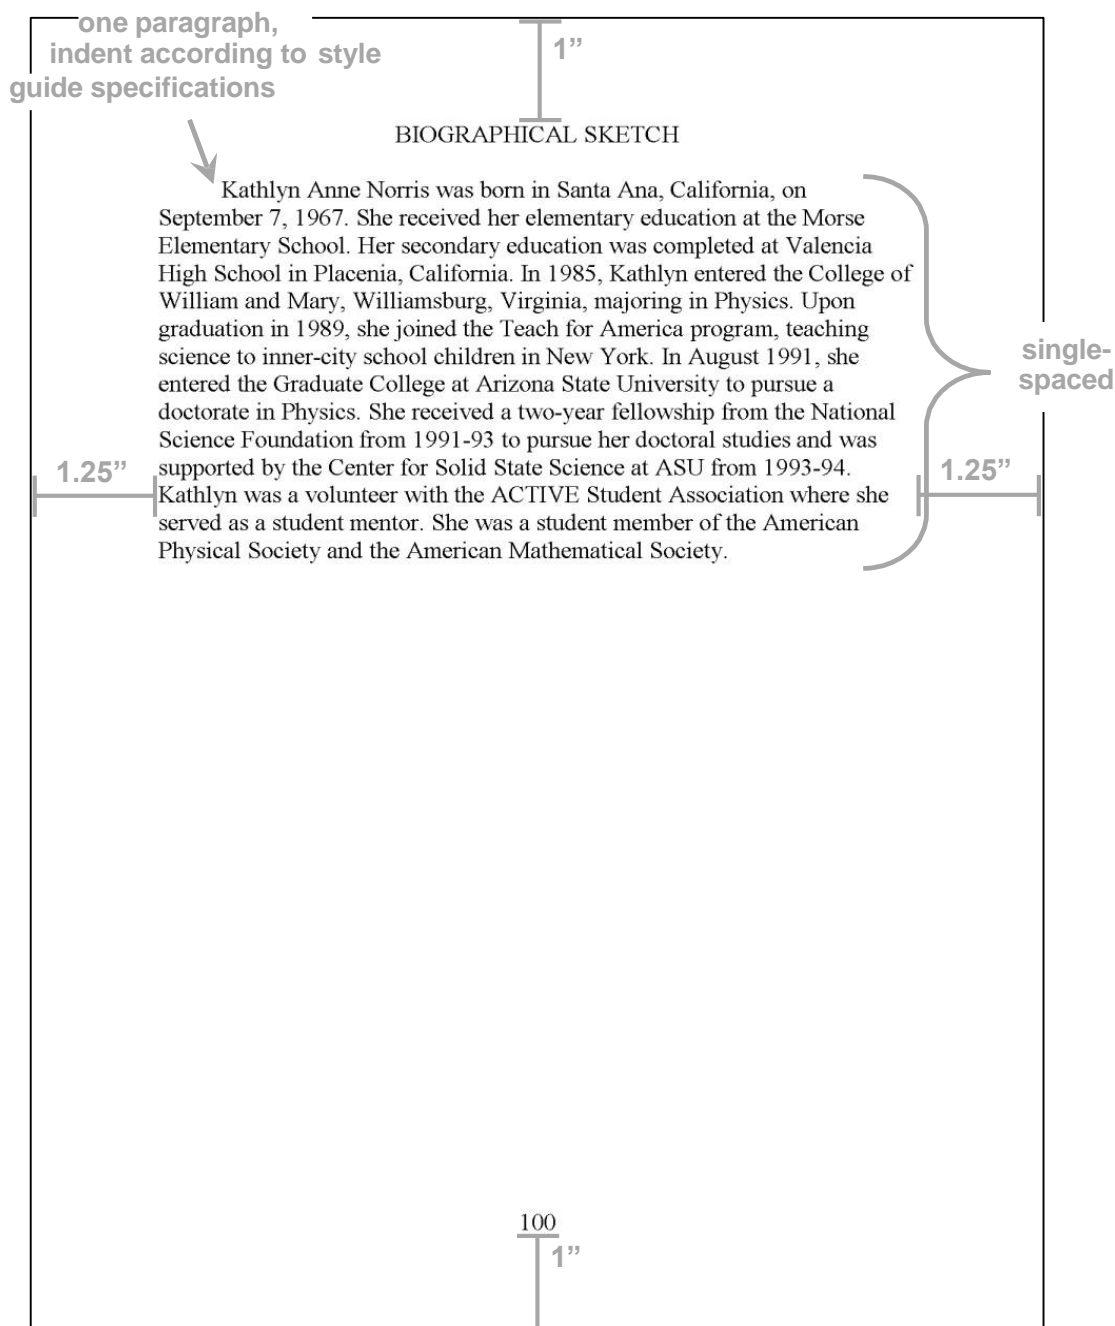 one paragraph,
indent according to style
guide specifications
1”
BIOGRAPHICAL SKETCH
Kathlyn Anne Norris was born in Santa Ana, California, on
September 7, 1967. She received her elementary education at the Morse
Elementary School. Her secondary education was completed at Valencia
High School in Placenia, California. In 1985, Kathlyn entered the College of
William and Mary, Williamsburg, Virginia, majoring in Physics. Upon
graduation in 1989, she joined the Teach for America program, teaching
science to inner-city school children in New York. In August 1991, she
entered the Graduate College at Arizona State University to pursue a
doctorate in Physics. She received a two-year fellowship from the National
Science Foundation from 1991-93 to pursue her doctoral studies and was
supported by the Center for Solid State Science at ASU from 1993-94.
Kathlyn was a volunteer with the ACTIVE Student Association where she
served as a student mentor. She was a student member of the American
Physical Society and the American Mathematical Society.
single-
spaced
1.25”
1.25”
100
1”